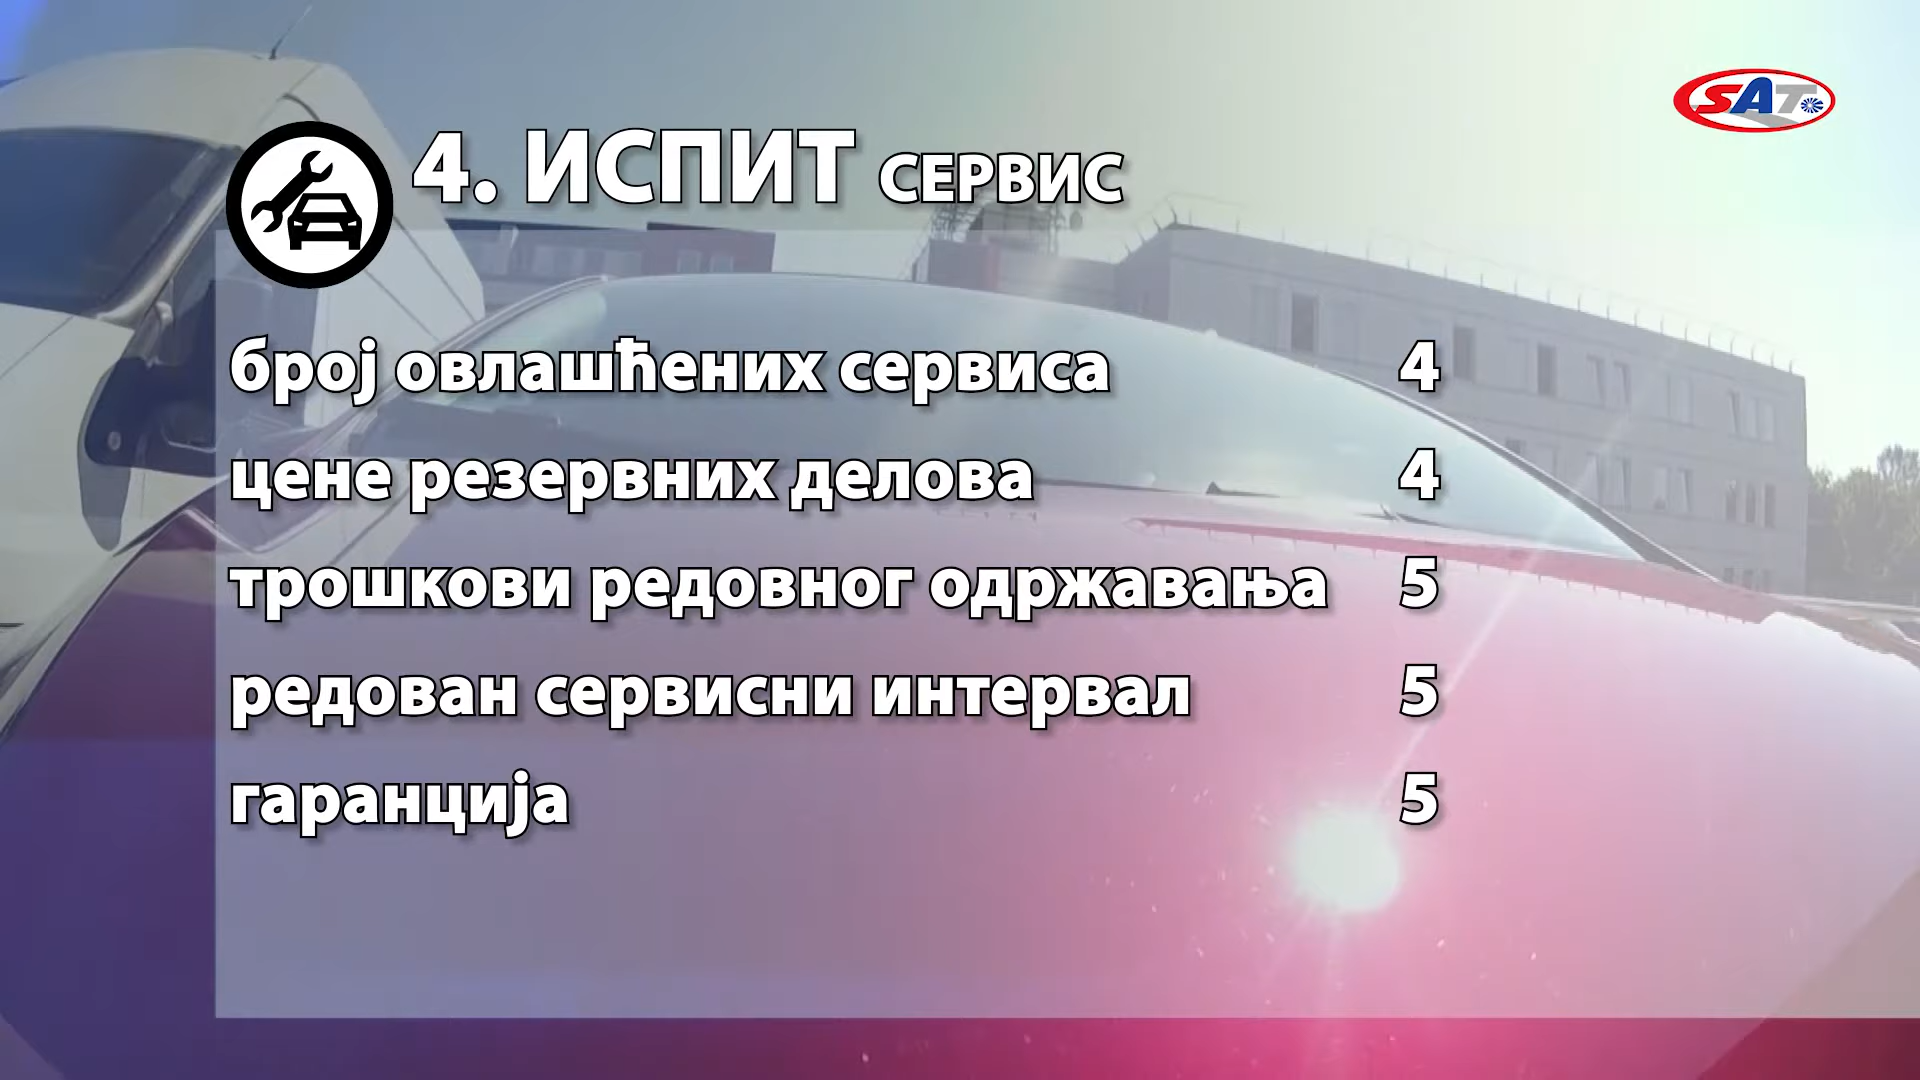 SAT
4. ИСПИТ СЕРВИС
број овлашћених сервиса 4
цене резервних делова 4
трошкови редовног одржавања 5
редован сервисни интервал 5
гаранција 5